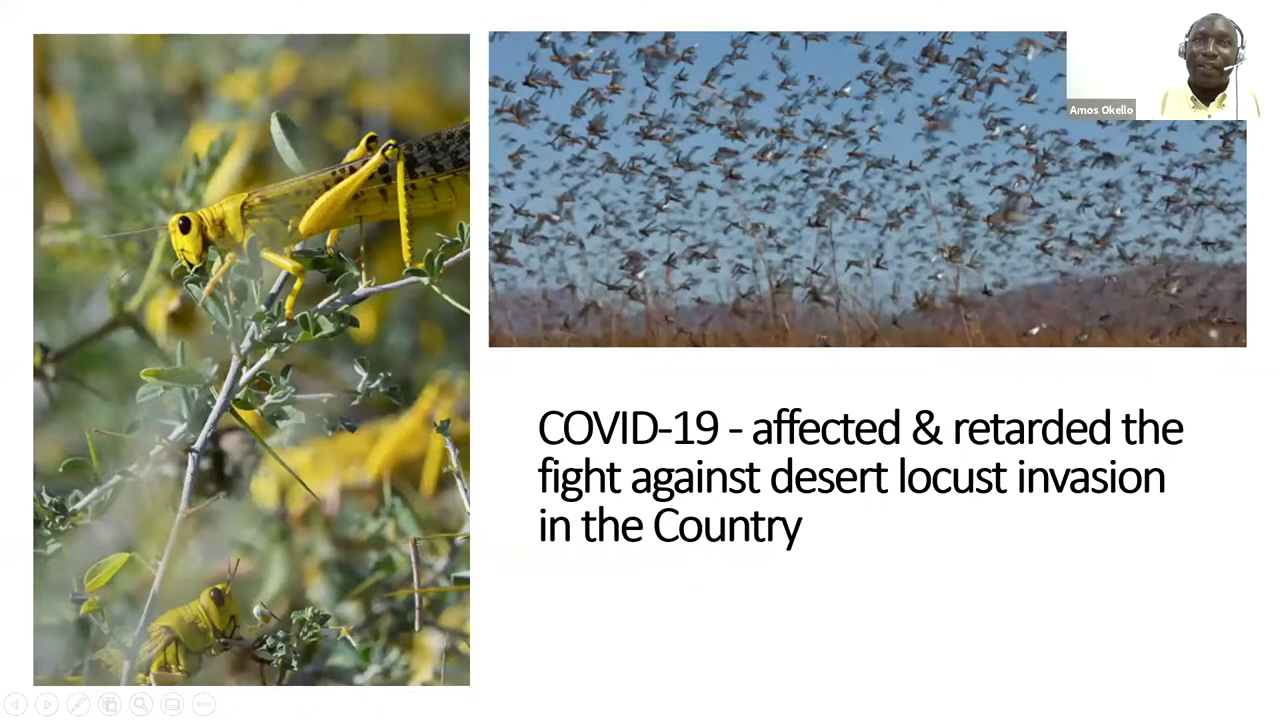 Amos Okello
COVID-19 - affected & retarded the
fight against desert locust invasion
in the Country